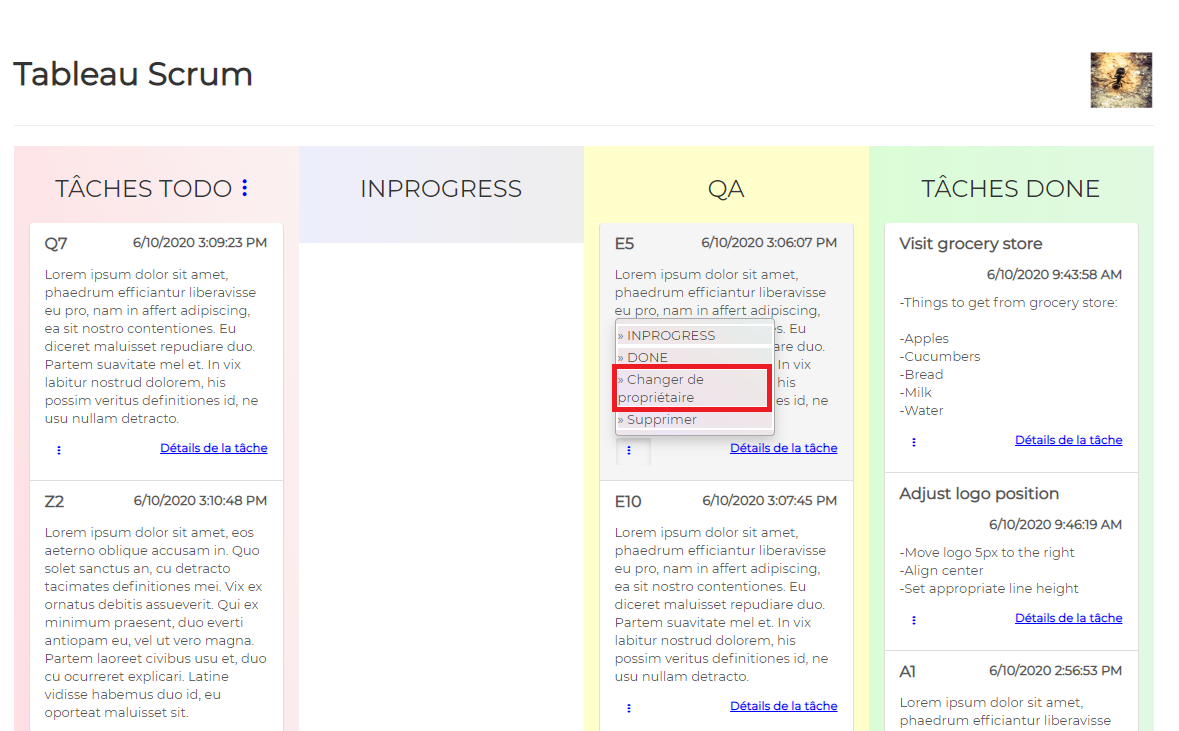 Tableau Scrum
TÂCHES TODO
Q7 6/10/2020 3:09:23 PM
Lorem ipsum dolor sit amet,
phaedrum efficiantur liberavisse
eu pro, nam in affert adipiscing,
ea sit nostro contentiones. Eu
diceret maluisset repudiare duo.
Partem suavitate mel et. In vix
labitur nostrud dolorem, his
possim veritus definitiones id, ne
usu nullam detracto.
Détails de la tâche
Z2 6/10/2020 3:10:48 PM
Lorem ipsum dolor sit amet, eos
aeterno oblique accusam in. Quo
solet sanctus an, cu detracto
tacimates definitiones mei. Vix ex
ornatus debitis assueverit. Qui ex
minimum praesent, duo everti
antiopam eu, vel ut vero magna.
Partem laoreet civibus usu et, duo
cu ocurreret explicari. Latine
vidisse habemus duo id, eu
oporteat maluisset sit.
INPROGRESS
QA
E5 6/10/2020 3:06:07 PM
Lorem ipsum dolor sit amet,
phaedrum efficiantur liberavisse
eu pro, nam in affert adipiscing,
s. Eu
are duo.
In vix
his
es id, ne
» INPROGRESS
» DONE
» Changer de
propriétaire
» Supprimer
Détails de la tâche
E10 6/10/2020 3:07:45 PM
Lorem ipsum dolor sit amet,
phaedrum efficiantur liberavisse
eu pro, nam in affert adipiscing,
ea sit nostro contentiones. Eu
diceret maluisset repudiare duo.
Partem suavitate mel et. In vix
labitur nostrud dolorem, his
possim veritus definitiones id, ne
usu nullam detracto.
Détails de la tâche
TÂCHES DONE
Visit grocery store
6/10/2020 9:43:58 AM
-Things to get from grocery store:
-Apples
-Cucumbers
-Bread
-Milk
-Water
Détails de la tâche
Adjust logo position
6/10/2020 9:46:19 AM
-Move logo 5px to the right
-Align center
-Set appropriate line height
Détails de la tâche
A1 6/10/2020 2:56:53 PM
Lorem ipsum dolor sit amet,
phaedrum efficiantur liberavisse